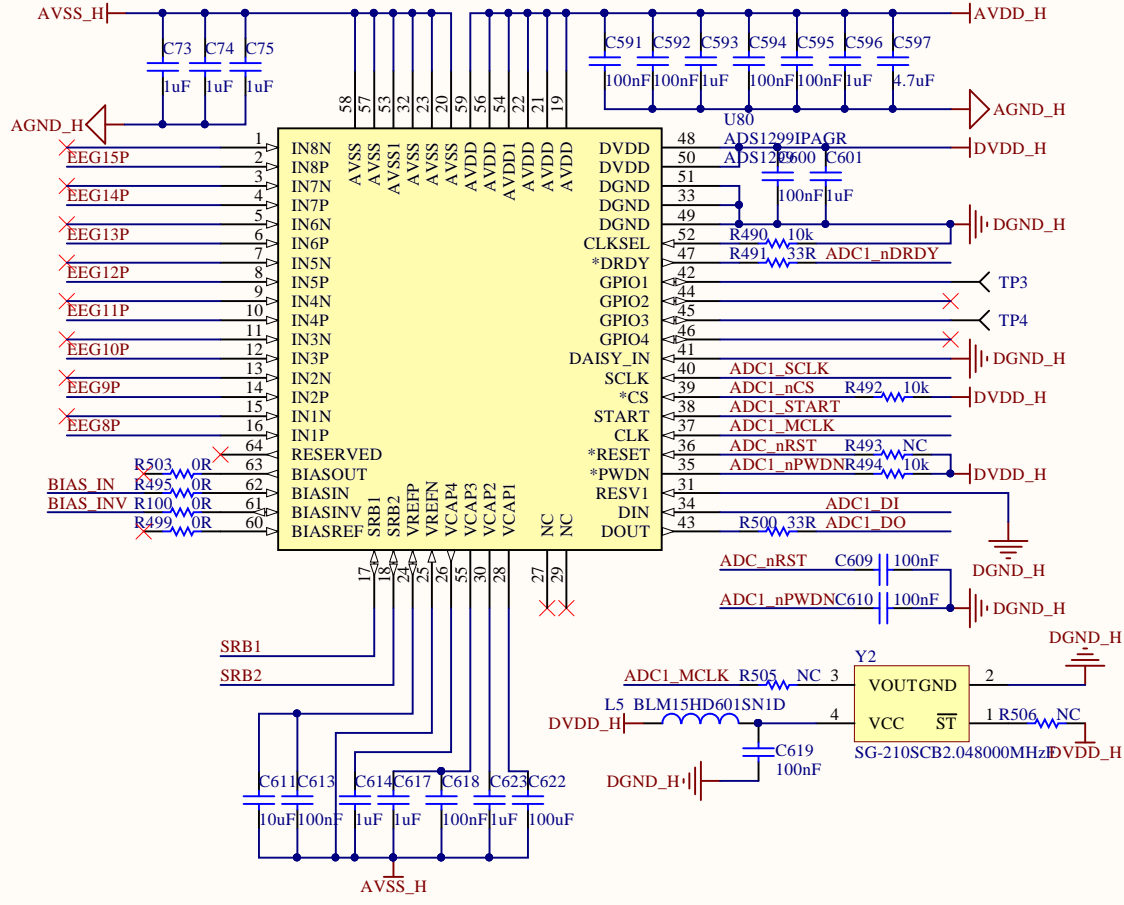 AVSS_H
AVDD_H
C73 C74 C75
1uF 1uF 1uF
C591 C592 C593 C594 C595 C596 C597
100nF 100nF 1uF 100nF 100nF 1uF 4.7uF
AGND_H
AGND_H
58 57 53 32 23 20 59 56 54 22 21 19
AVSS AVSS AVSS1 AVSS AVSS AVSS AVDD AVDD AVDD1 AVDD AVDD AVDD
U80
ADS1299IPAGR
ADS1299
C600 C601
100nF 1uF
1 IN8N
EEG15P 2 IN8P
3 IN7N
EEG14P 4 IN7P
5 IN6N
EEG13P 6 IN6P
7 IN5N
EEG12P 8 IN5P
9 IN4N
EEG11P 10 IN4P
11 IN3N
EEG10P 12 IN3P
13 IN2N
EEG9P 14 IN2P
15 IN1N
EEG8P 16 IN1P
64 RESERVED
R503 0R 63 BIASOUT
BIAS_IN R495 0R 62 BIASIN
BIAS_INV R100 0R 61 BIASINV
R499 0R 60 BIASREF
DVDD 48 DVDD_H
DVDD 50
DGND 51
DGND 33
DGND 49 DGND_H
CLKSEL 52 R490 10k
*DRDY 47 R491 33R ADC1_nDRDY
GPIO1 42 TP3
GPIO2 44
GPIO3 45 TP4
GPIO4 46
DAISY_IN 41 DGND_H
SCLK 40 ADC1_SCLK
*CS 39 ADC1_nCS R492 10k DVDD_H
START 38 ADC1_START
CLK 37 ADC1_MCLK
*RESET 36 ADC_nRST R493 NC
*PWDN 35 ADC1_nPWDN R494 10k DVDD_H
RESV1 31
DIN 34 ADC1_DI
DOUT 43 R500 33R ADC1_DO
DGND_H
SRB1 SRB2 VREFP VREFN VCAP4 VCAP3 VCAP2 VCAP1 NC NC
17 18 24 25 26 55 30 28 27 29
ADC_nRST C609 100nF
ADC1_nPWDN C610 100nF DGND_H
SRB1
SRB2
DGND_H
Y2
ADC1_MCLK R505 NC 3 VOUT GND 2
L5 BLM15HD601SN1D
DVDD_H 4 VCC ST 1 R506 NC
SG-210SCB2.048000MHzF
DVDD_H
C619
100nF
DGND_H
C611 C613 C614 C617 C618 C623 C622
10uF 100nF 1uF 1uF 100nF 1uF 100uF
AVSS_H